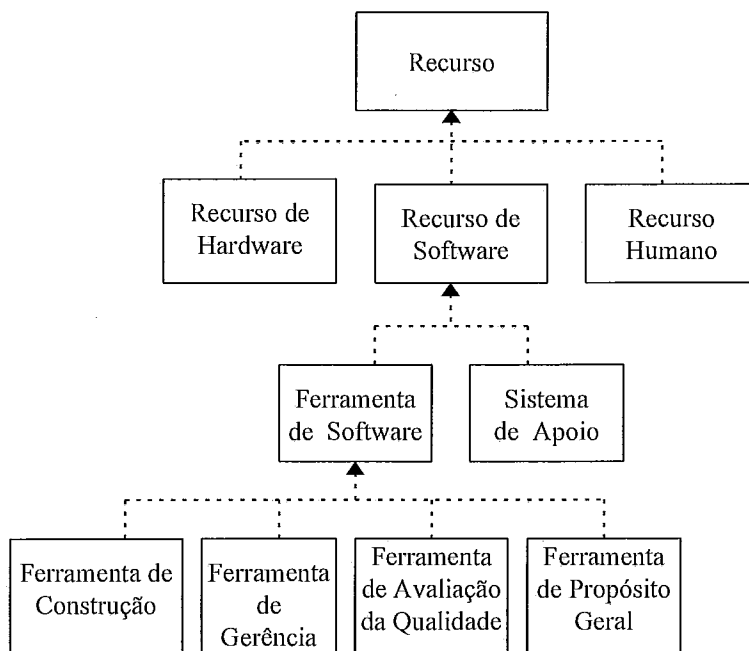 Recurso
Recurso de
Hardware
Recurso de
Software
Recurso
Humano
Ferramenta
de Software
Sistema
de Apoio
Ferramenta de
Construção
Ferramenta
de
Gerência
Ferramenta
de Avaliação
da Qualidade
Ferramenta
de Propósito
Geral